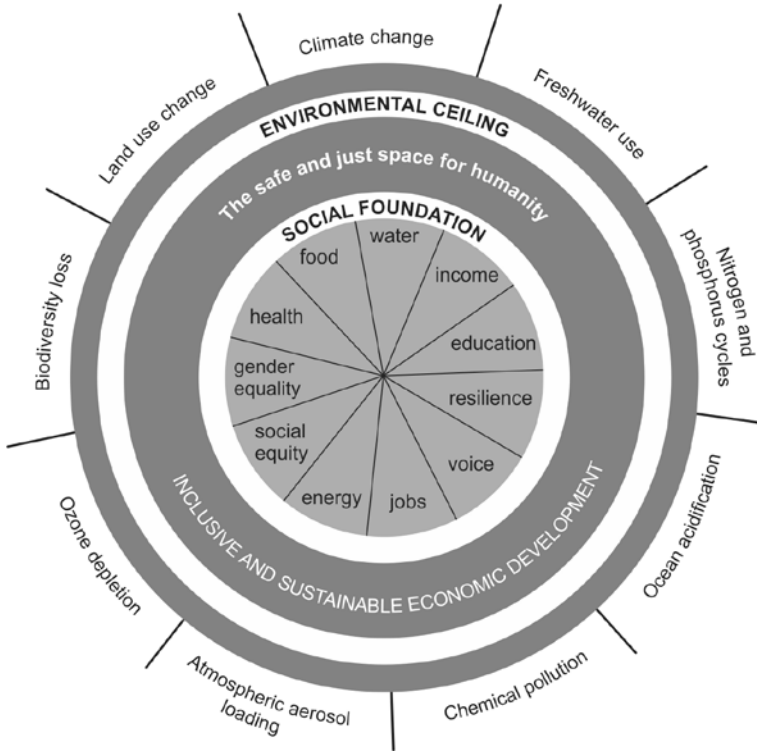 Climate change
Freshwater use
Nitrogen and
phosphorus cycles
Ocean acidification
Chemical pollution
Atmospheric aerosol
loading
Ozone depletion
Biodiversity loss
Land use change
ENVIRONMENTAL CEILING
The safe and just space for humanity
SOCIAL FOUNDATION
water
income
education
resilience
voice
jobs
energy
social
equity
gender
equality
health
food
INCLUSIVE AND SUSTAINABLE ECONOMIC DEVELOPMENT